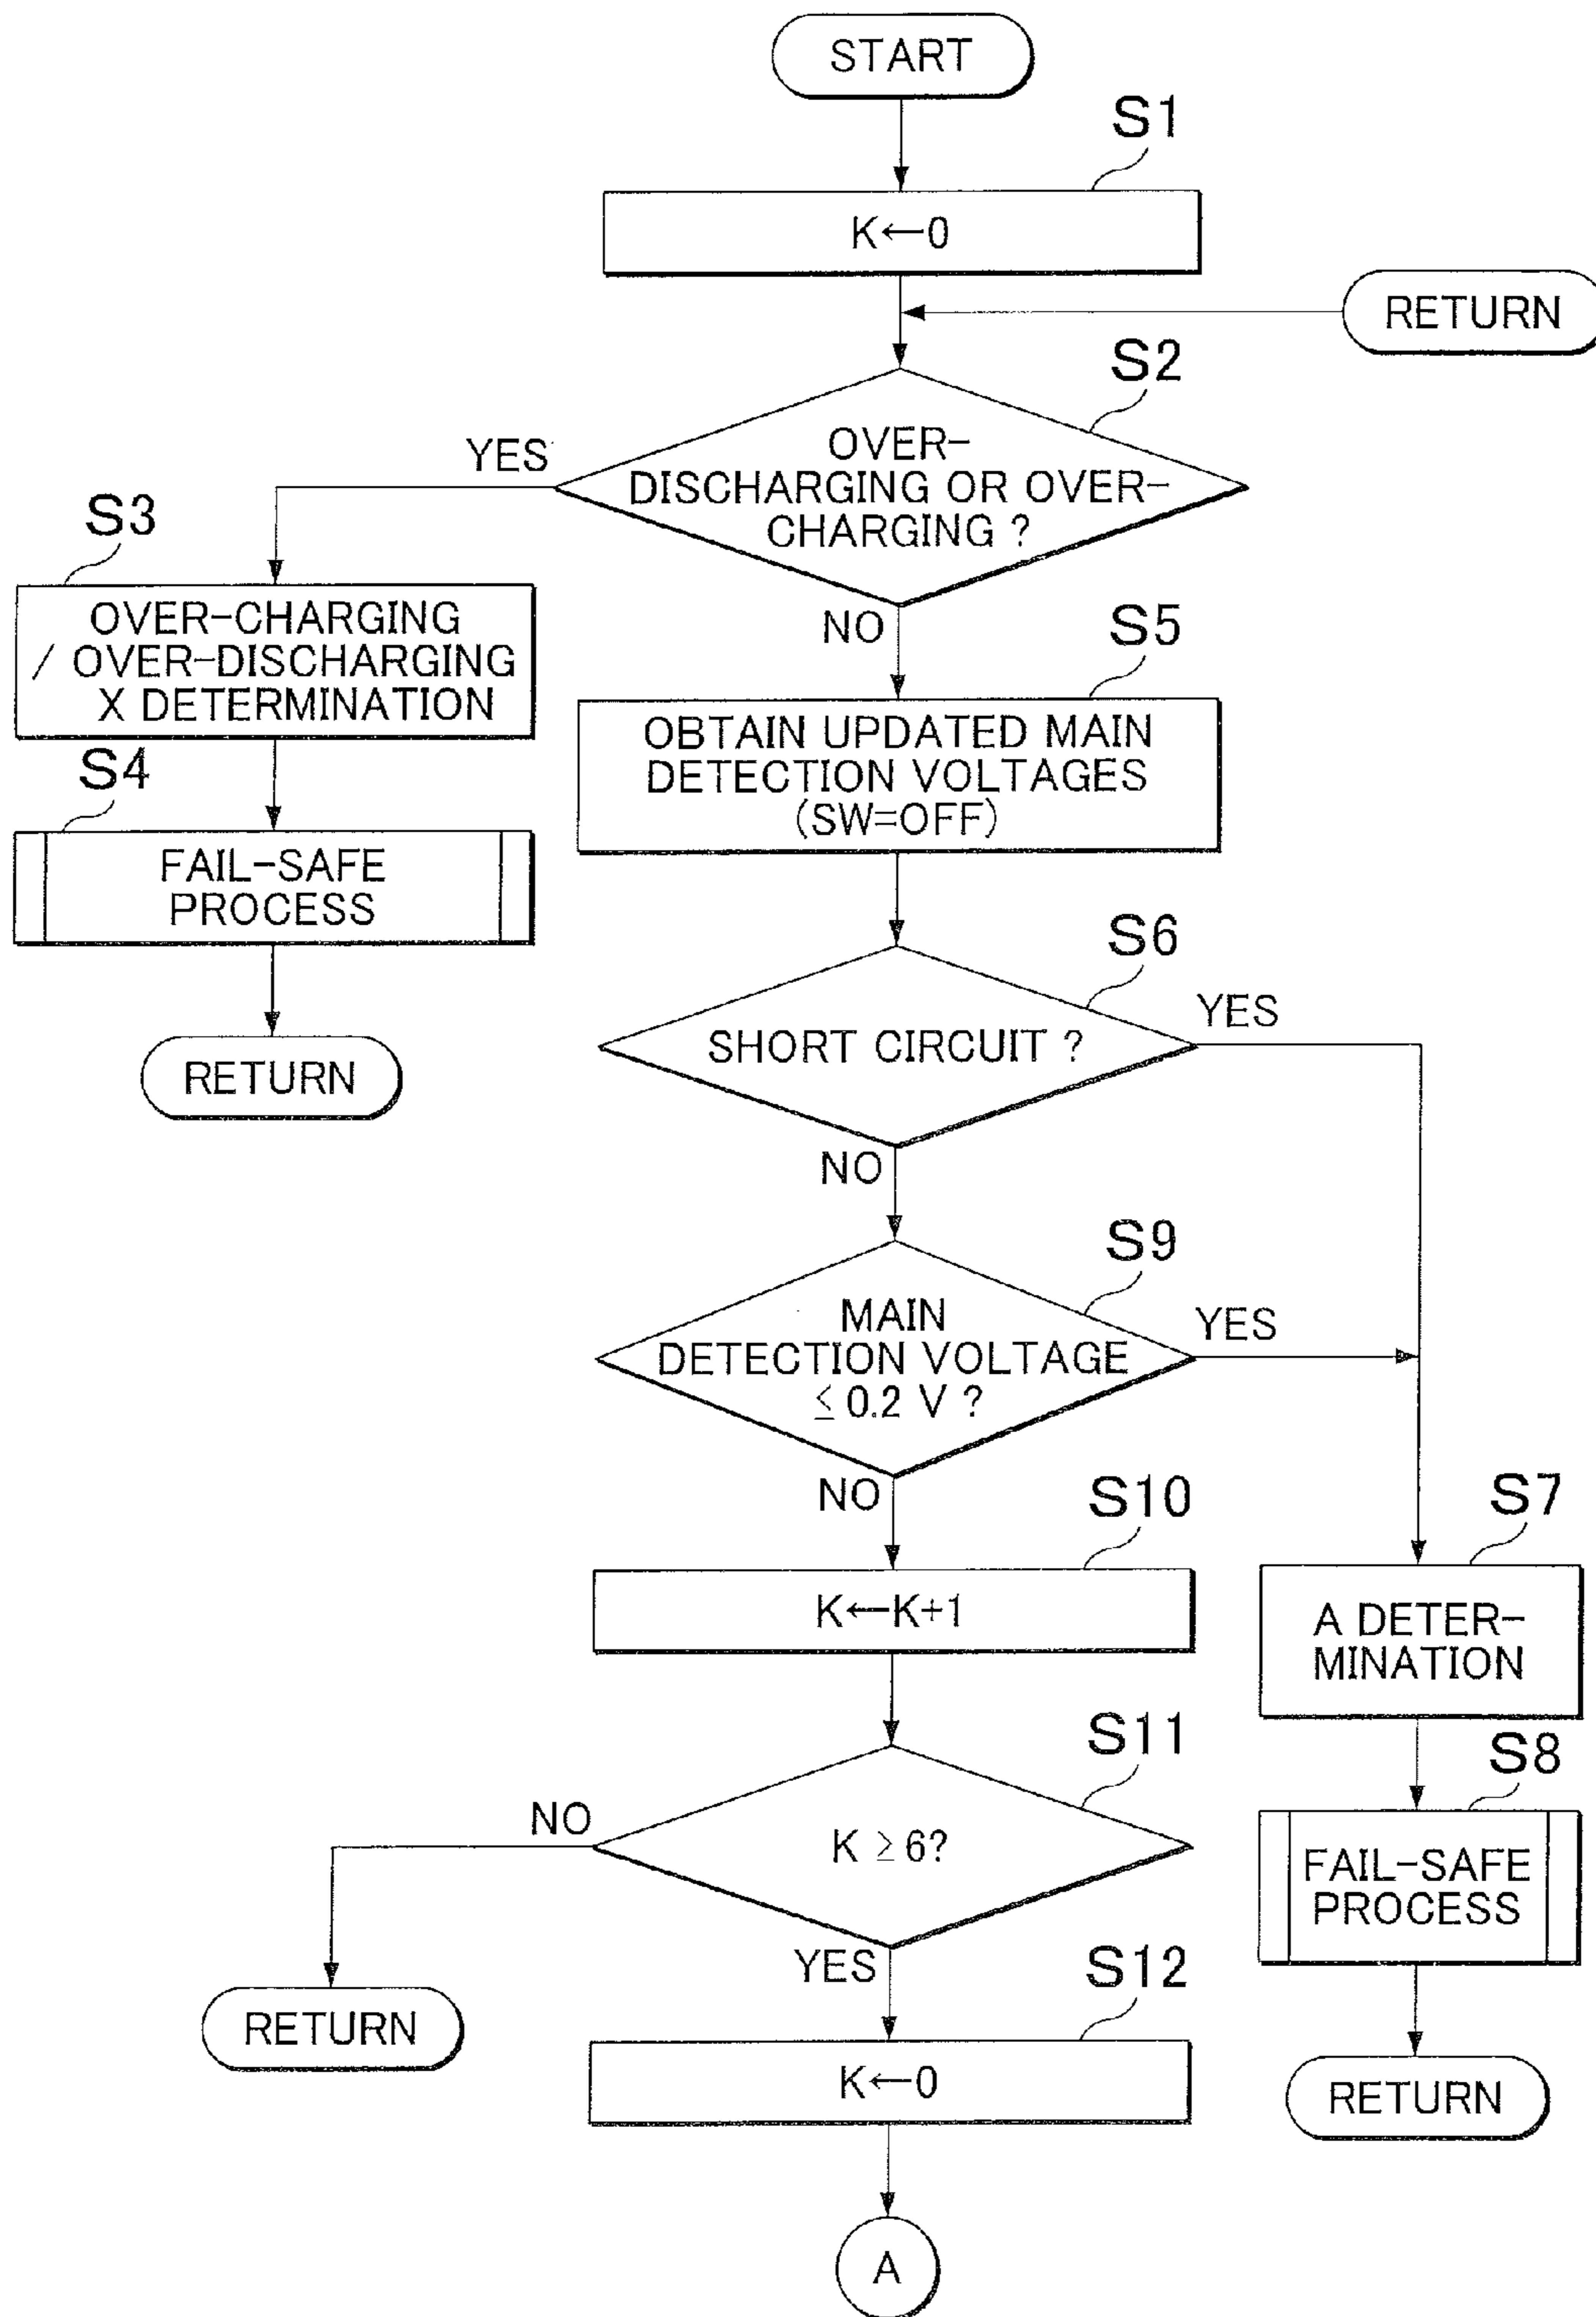 START
S1
K←0
RETURN
S2
OVER-
DISCHARGING OR OVER-
CHARGING ?
YES
NO
S3
OVER-CHARGING
/ OVER-DISCHARGING
X DETERMINATION
S4
FAIL-SAFE
PROCESS
RETURN
S5
OBTAIN UPDATED MAIN
DETECTION VOLTAGES
(SW=OFF)
S6
SHORT CIRCUIT ?
YES
NO
S9
MAIN
DETECTION VOLTAGE
≤ 0.2 V ?
YES
NO
S10
K←K+1
S7
A DETER-
MINATION
S11
K ≥ 6?
NO
YES
S8
FAIL-SAFE
PROCESS
RETURN
S12
K←0
RETURN
A